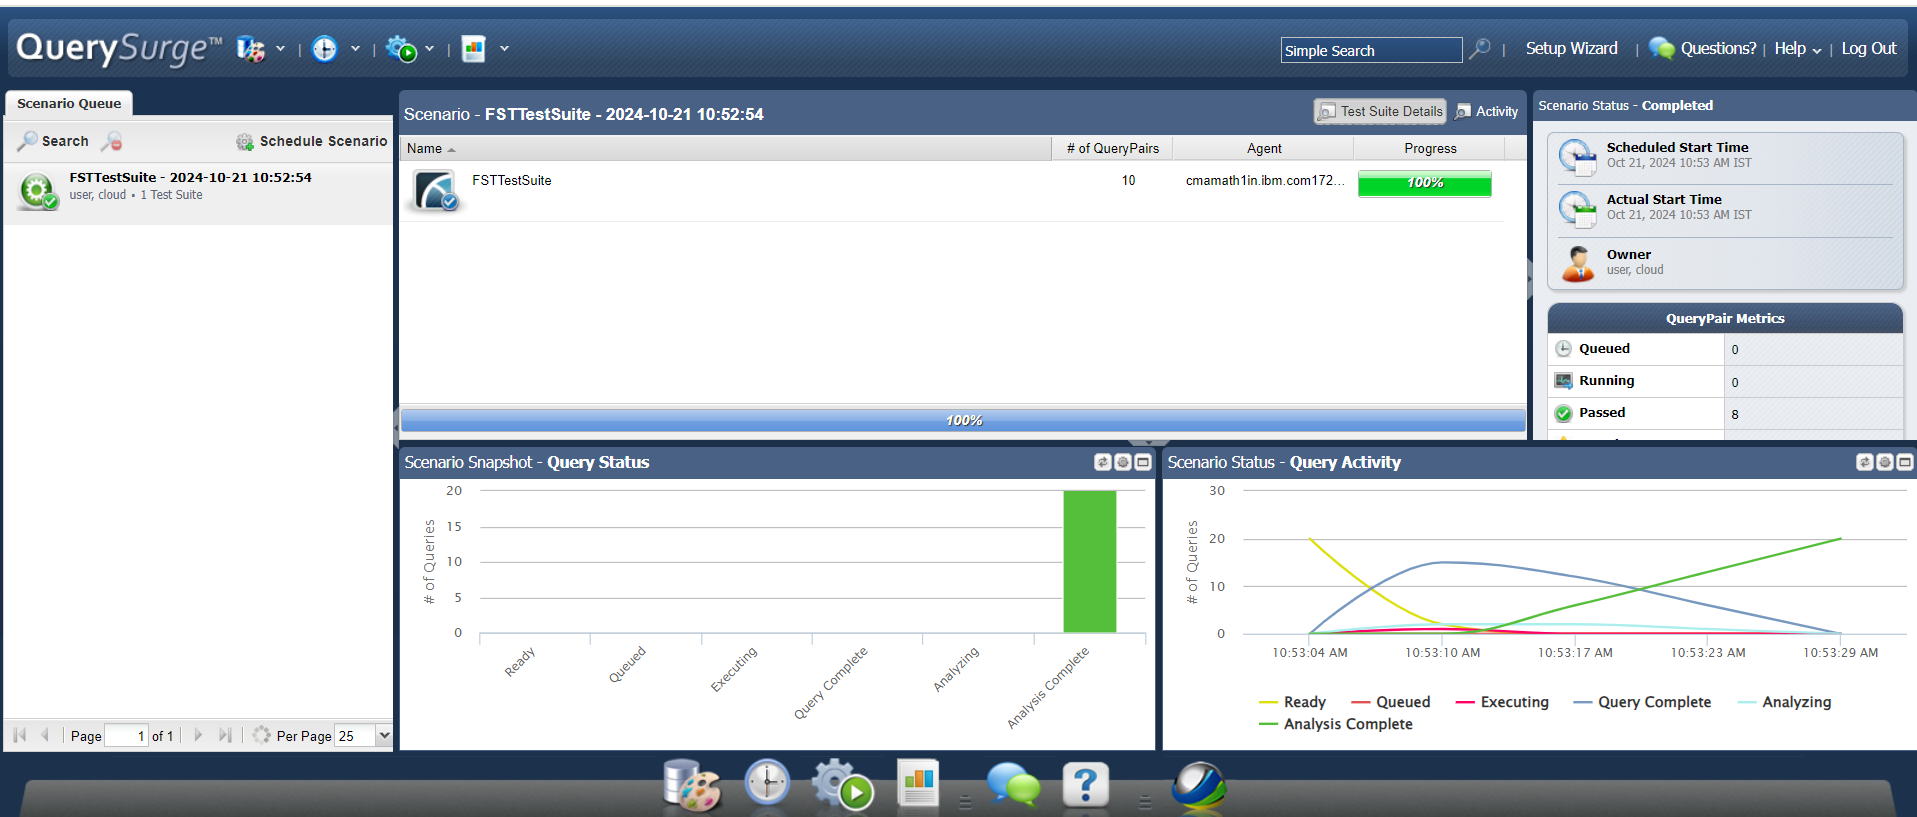 QuerySurge™
Simple Search
Setup Wizard
Questions?
Help
Log Out
Scenario Queue
Search
Schedule Scenario
FSTTestSuite - 2024-10-21 10:52:54
user, cloud • 1 Test Suite
Page 1 of 1
Per Page 25
Scenario - FSTTestSuite - 2024-10-21 10:52:54
Test Suite Details
Activity
Name # of QueryPairs Agent Progress
FSTTestSuite 10 cmamath1in.ibm.com172... 100%
100%
Scenario Status - Completed
Scheduled Start Time
Oct 21, 2024 10:53 AM IST
Actual Start Time
Oct 21, 2024 10:53 AM IST
Owner
user, cloud
QueryPair Metrics
Queued 0
Running 0
Passed 8
Scenario Snapshot - Query Status
# of Queries
20
15
10
5
0
Ready
Queued
Executing
Query Complete
Analyzing
Analysis Complete
Scenario Status - Query Activity
# of Queries
30
20
10
0
10:53:04 AM
10:53:10 AM
10:53:17 AM
10:53:23 AM
10:53:29 AM
Ready Queued Executing Query Complete Analyzing
Analysis Complete
?